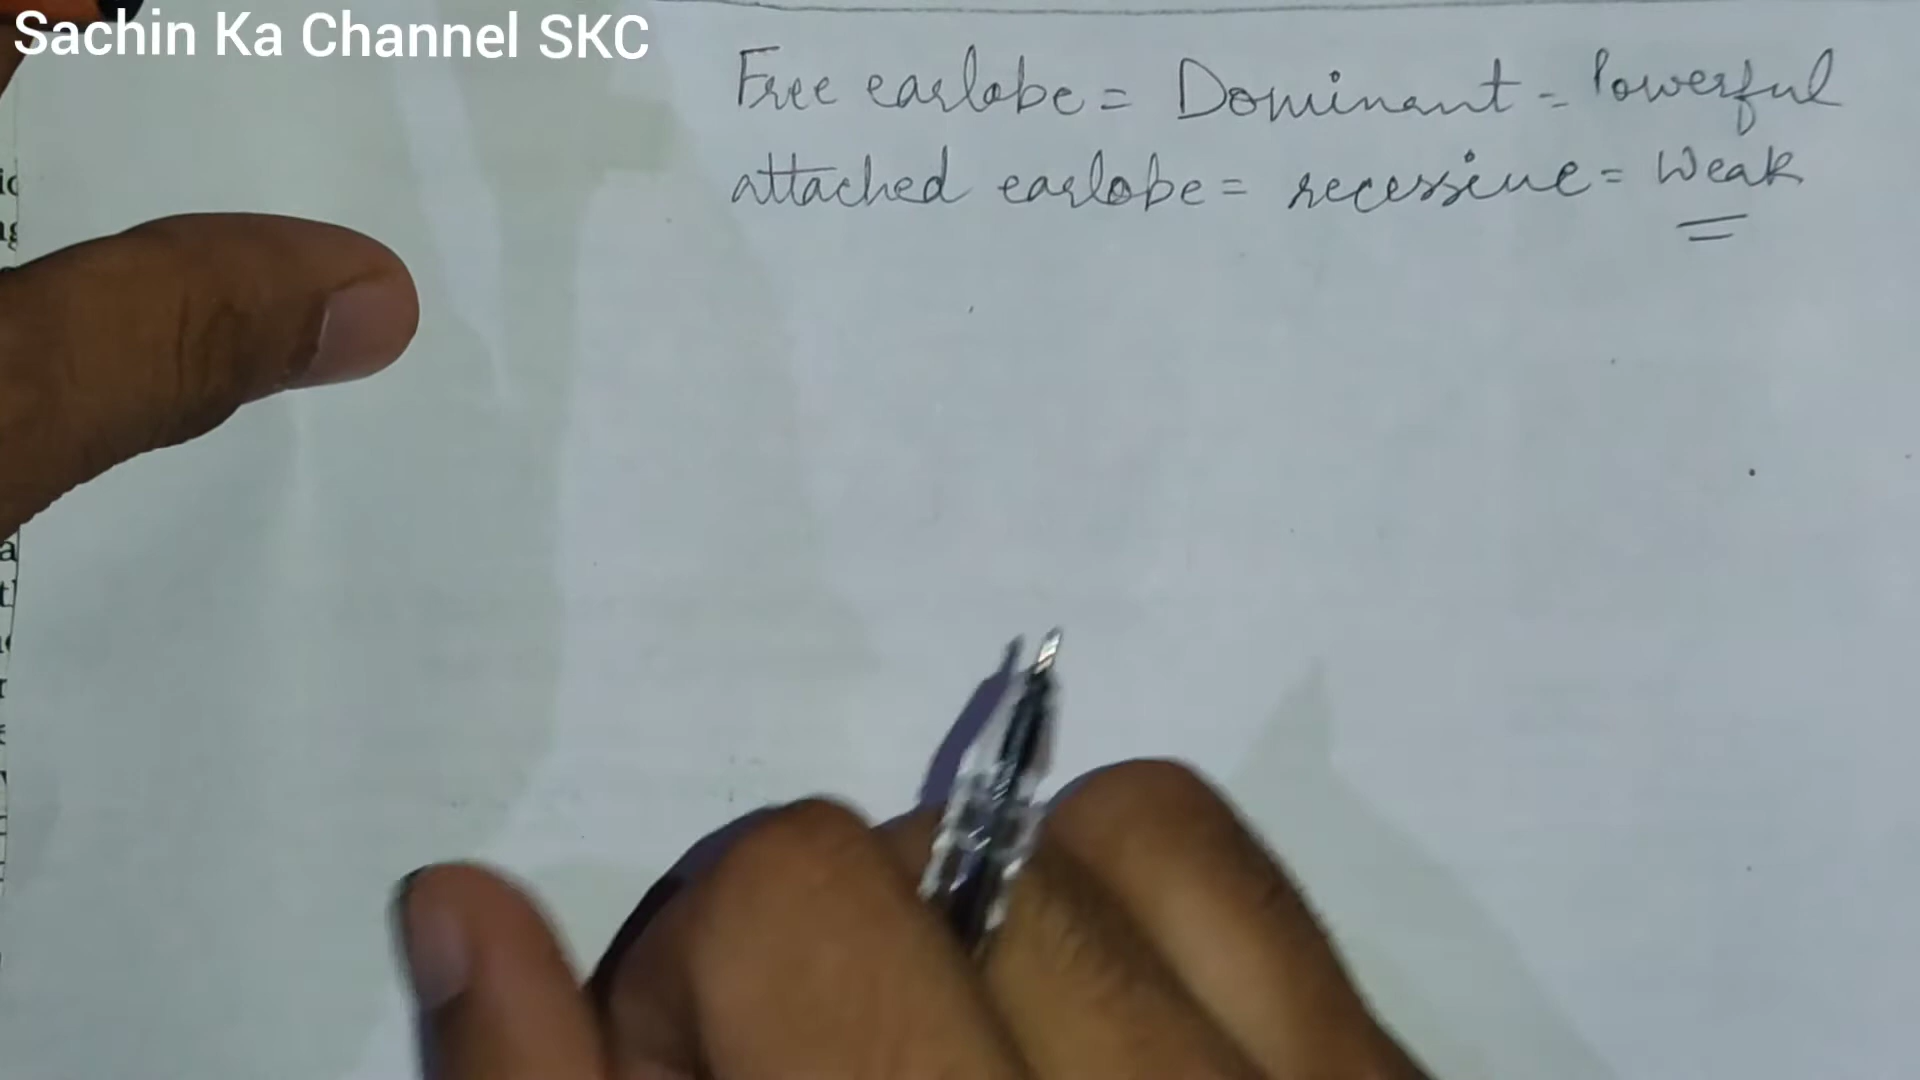 Sachin Ka Channel SKC
Free earlobe = Dominant = Powerful
attached earlobe = recessive = Weak